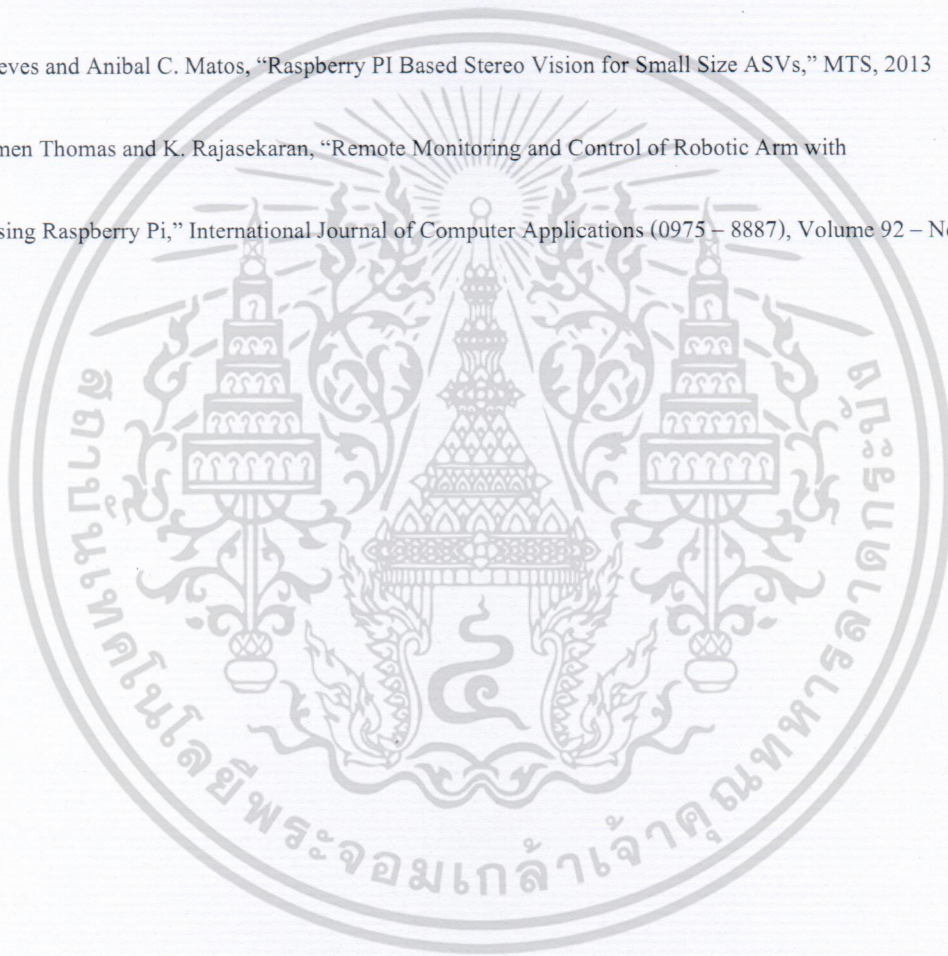 eves and Anibal C. Matos, “Raspberry PI Based Stereo Vision for Small Size ASVs,” MTS, 2013
men Thomas and K. Rajasekaran, “Remote Monitoring and Control of Robotic Arm with
sing Raspberry Pi,” International Journal of Computer Applications (0975 – 8887), Volume 92 – N
สถาบันเทคโนโลยีพระจอมเกล้าเจ้าคุณทหารลาดกระบัง
๔